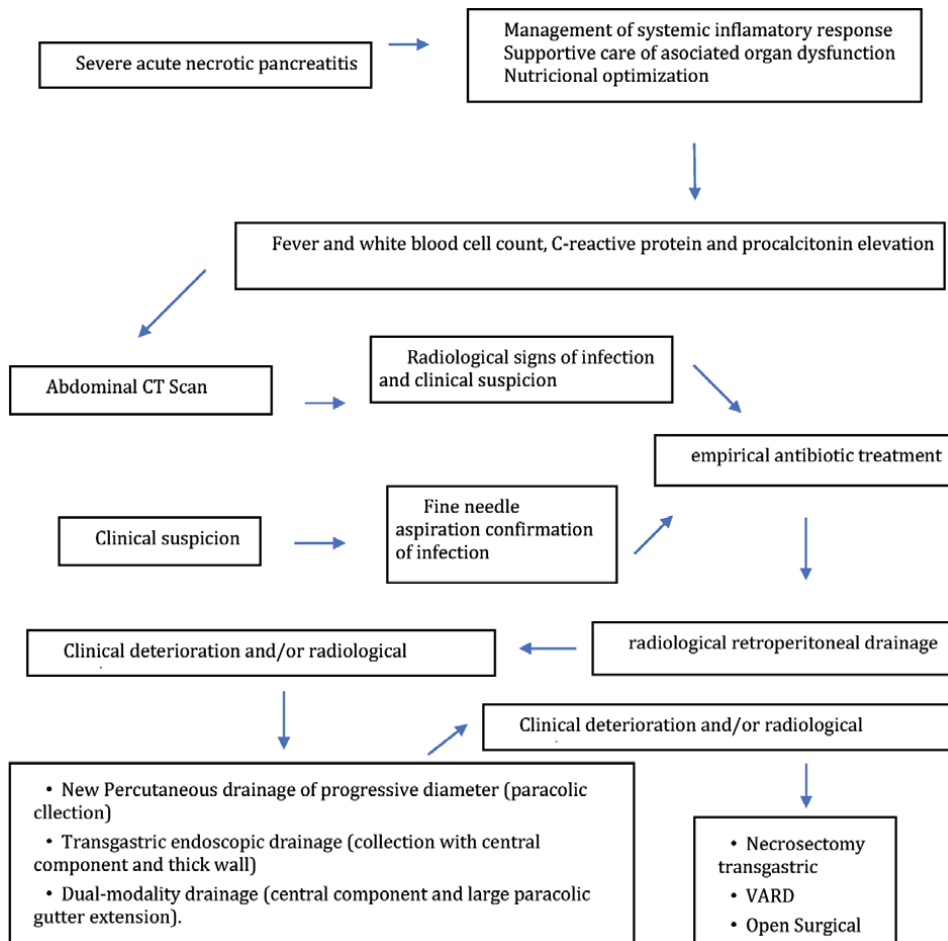 Severe acute necrotic pancreatitis
Management of systemic inflamatory response
Supportive care of asociated organ dysfunction
Nutricional optimization
Fever and white blood cell count, C-reactive protein and procalcitonin elevation
Abdominal CT Scan
Radiological signs of infection
and clinical suspicion
empirical antibiotic treatment
Clinical suspicion
Fine needle
aspiration confirmation
of infection
radiological retroperitoneal drainage
Clinical deterioration and/or radiological
.
• New Percutaneous drainage of progressive diameter (paracolic
cllection)
• Transgastric endoscopic drainage (collection with central
component and thick wall)
• Dual-modality drainage (central component and large paracolic
gutter extension).
Clinical deterioration and/or radiological
.
• Necrosectomy
transgastric
• VARD
• Open Surgical